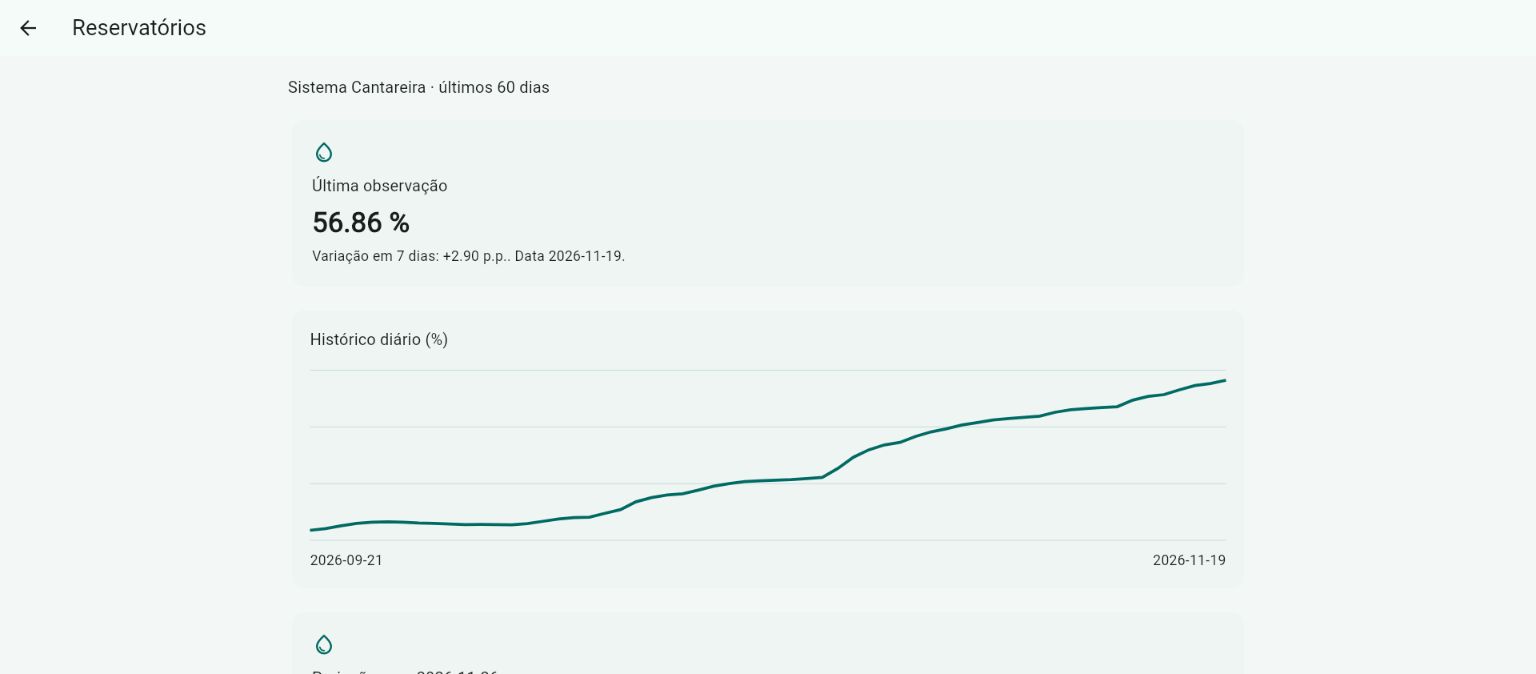 Reservatórios
Sistema Cantareira · últimos 60 dias
Última observação
56.86 %
Variação em 7 dias: +2.90 p.p.. Data 2026-11-19.
Histórico diário (%)
2026-09-21 2026-11-19